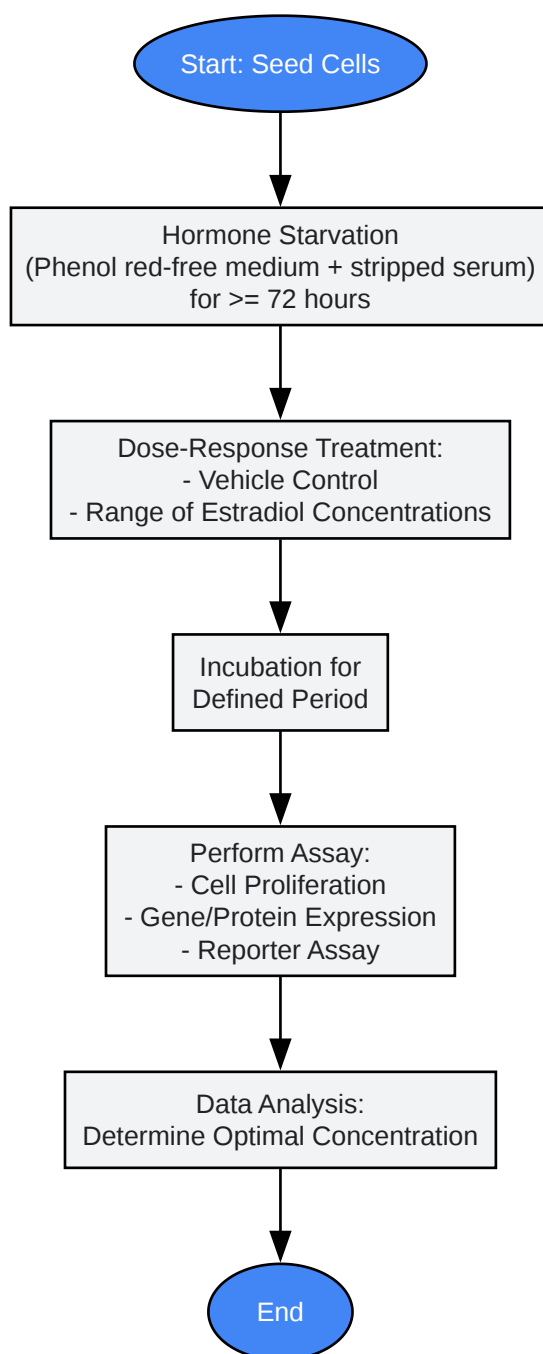 Start: Seed Cells
Hormone Starvation
(Phenol red-free medium + stripped serum)
for >= 72 hours
Dose-Response Treatment:
- Vehicle Control
- Range of Estradiol Concentrations
Incubation for
Defined Period
Perform Assay:
- Cell Proliferation
- Gene/Protein Expression
- Reporter Assay
Data Analysis:
Determine Optimal Concentration
End